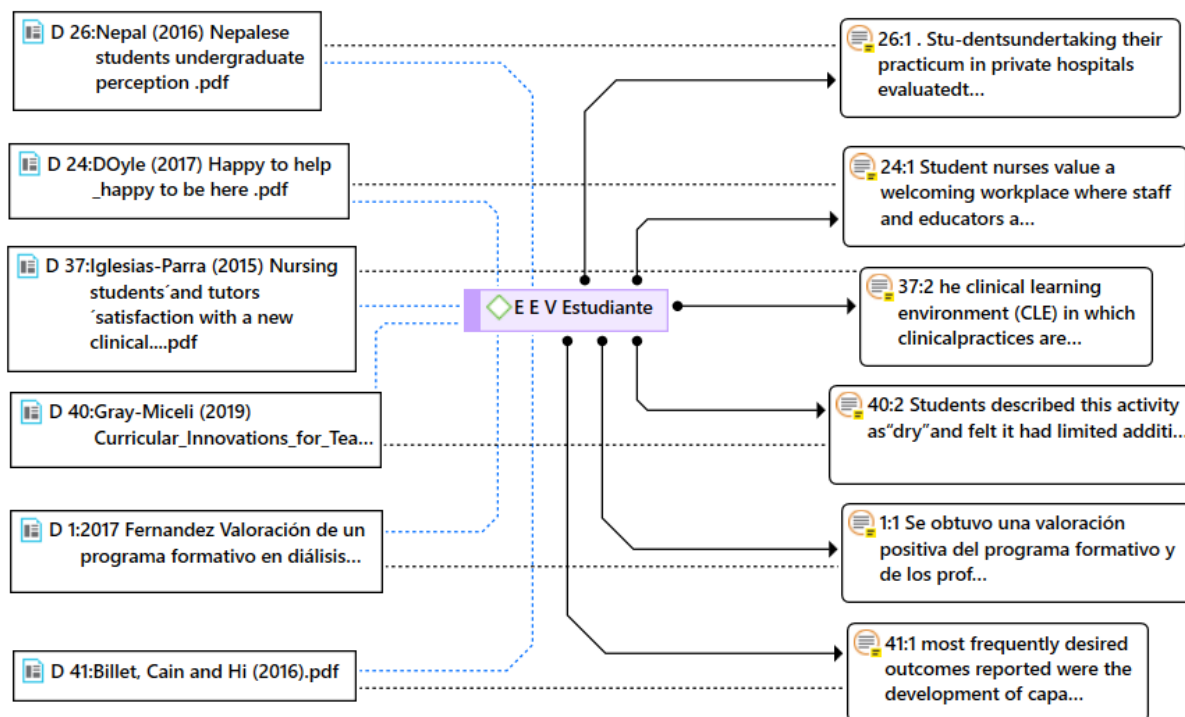 D 26:Nepal (2016) Nepalese
students undergraduate
perception .pdf
26:1 . Stu-dentsundertaking their
practicum in private hospitals
evaluatedt...
D 24:DOyle (2017) Happy to help
_happy to be here .pdf
24:1 Student nurses value a
welcoming workplace where staff
and educators a...
D 37:Iglesias-Parra (2015) Nursing
students´and tutors
´satisfaction with a new
clinical....pdf
E E V Estudiante
37:2 he clinical learning
environment (CLE) in which
clinicalpractices are...
D 40:Gray-Miceli (2019)
Curricular_Innovations_for_Tea...
40:2 Students described this activity
as“dry”and felt it had limited additi...
D 1:2017 Fernandez Valoración de un
programa formativo en diálisis...
1:1 Se obtuvo una valoración
positiva del programa formativo y
de los prof...
D 41:Billet, Cain and Hi (2016).pdf
41:1 most frequently desired
outcomes reported were the
development of capa...